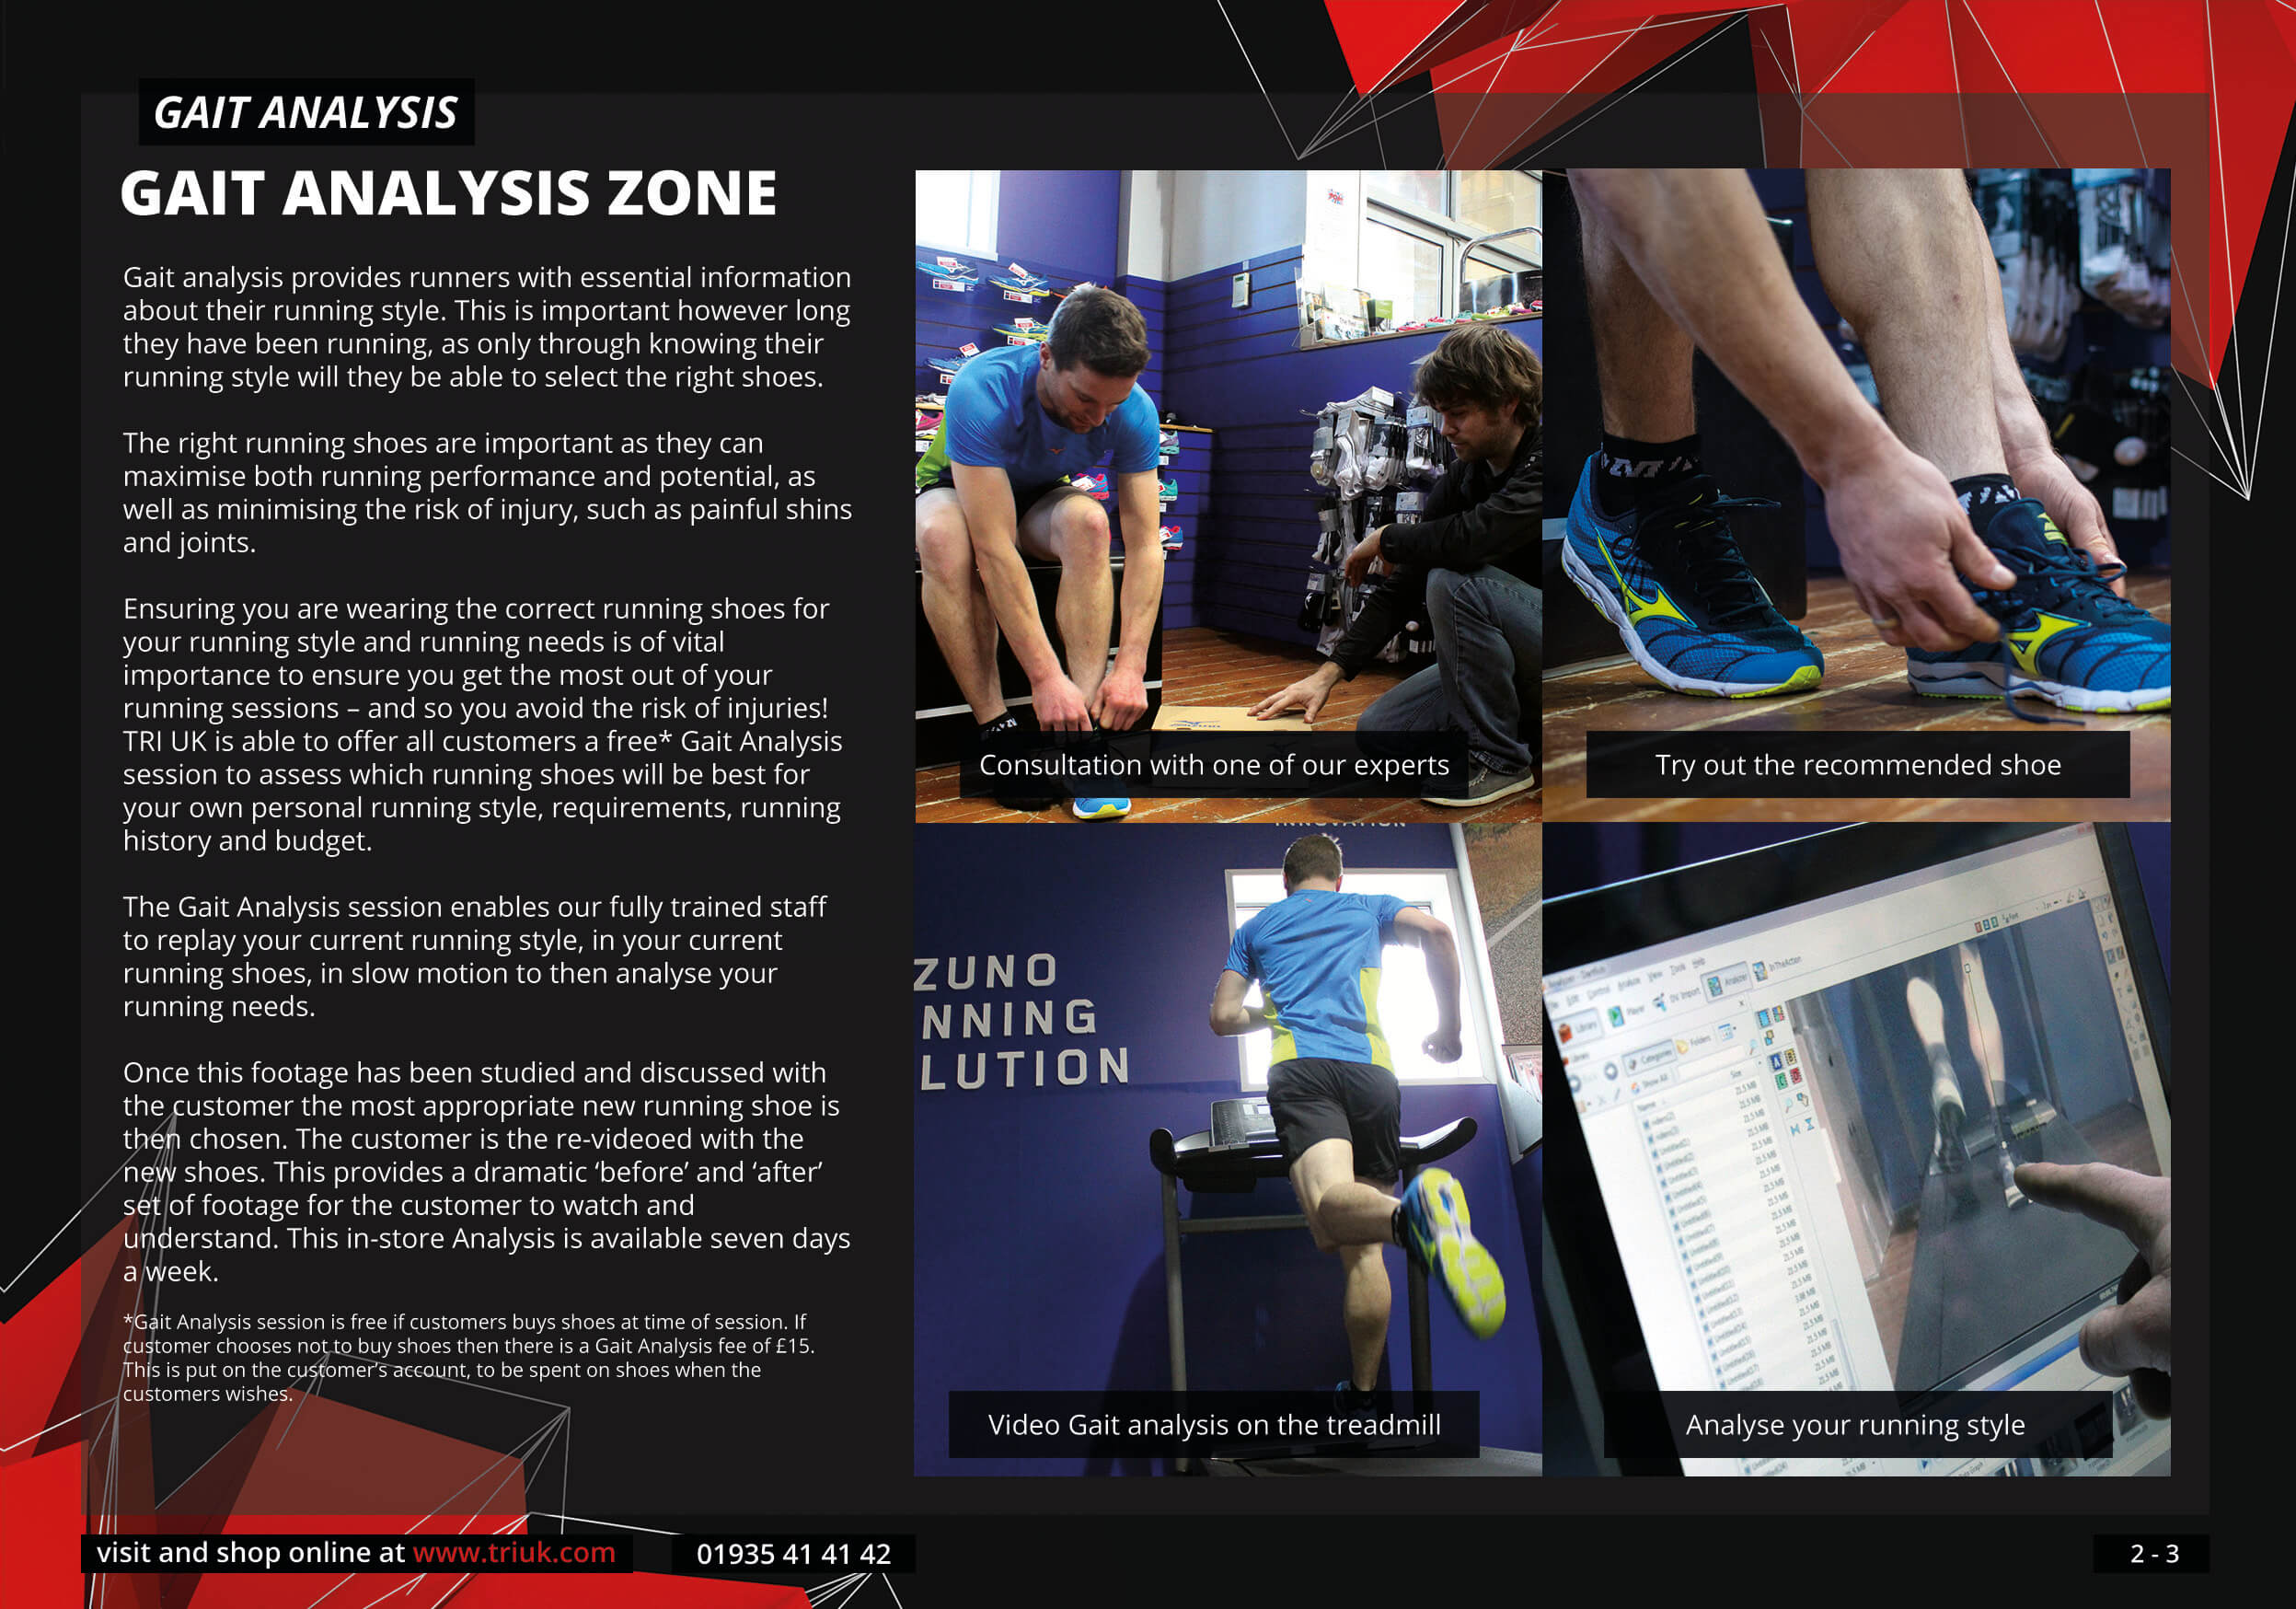 GAIT ANALYSIS
GAIT ANALYSIS ZONE
Gait analysis provides runners with essential information
about their running style. This is important however long
they have been running, as only through knowing their
running style will they be able to select the right shoes.
The right running shoes are important as they can
maximise both running performance and potential, as
well as minimising the risk of injury, such as painful shins
and joints.
Ensuring you are wearing the correct running shoes for
your running style and running needs is of vital
importance to ensure you get the most out of your
running sessions – and so you avoid the risk of injuries!
TRI UK is able to offer all customers a free* Gait Analysis
session to assess which running shoes will be best for
your own personal running style, requirements, running
history and budget.
The Gait Analysis session enables our fully trained staff
to replay your current running style, in your current
running shoes, in slow motion to then analyse your
running needs.
Once this footage has been studied and discussed with
the customer the most appropriate new running shoe is
then chosen. The customer is the re-videoed with the
new shoes. This provides a dramatic ‘before’ and ‘after’
set of footage for the customer to watch and
understand. This in-store Analysis is available seven days
a week.
*Gait Analysis session is free if customers buys shoes at time of session. If
customer chooses not to buy shoes then there is a Gait Analysis fee of £15.
This is put on the customer’s account, to be spent on shoes when the
customers wishes.
Consultation with one of our experts
Try out the recommended shoe
ZUNO
NNING
LUTION
Video Gait analysis on the treadmill
Analyse your running style
visit and shop online at www.triuk.com
01935 41 41 42
2 - 3